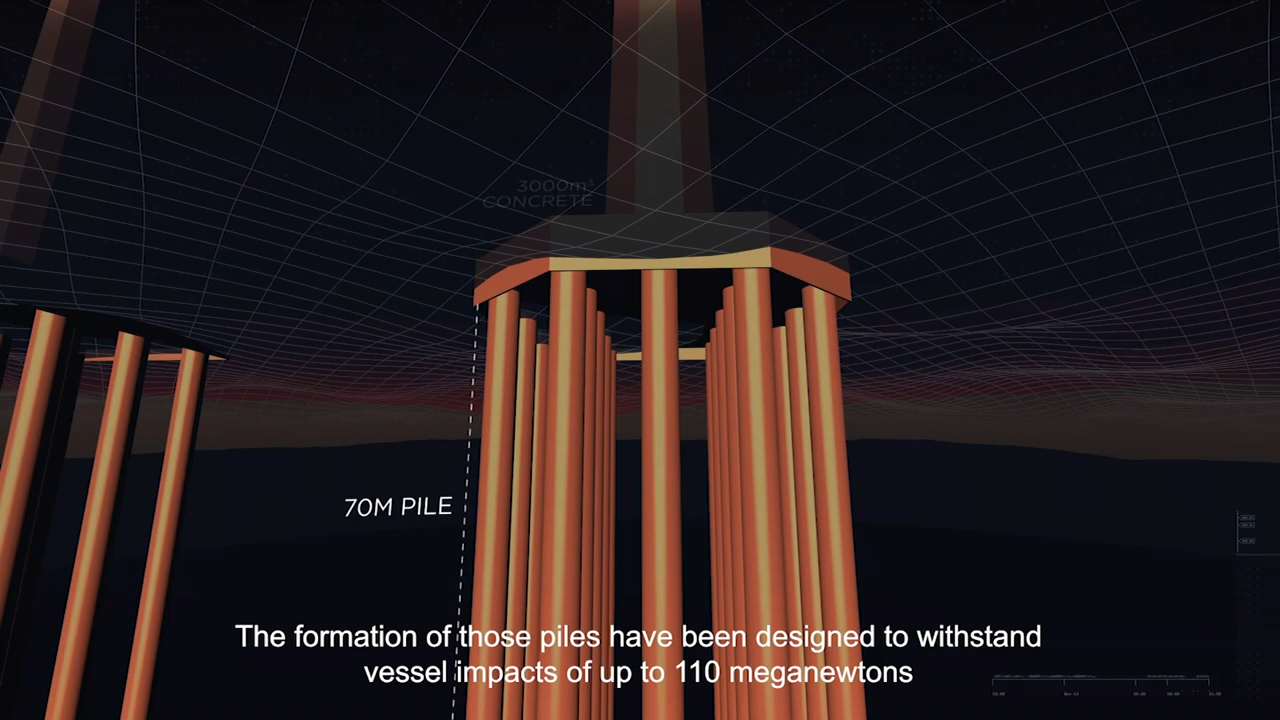 3000m³
CONCRETE
70M PILE
The formation of those piles have been designed to withstand
vessel impacts of up to 110 meganewtons